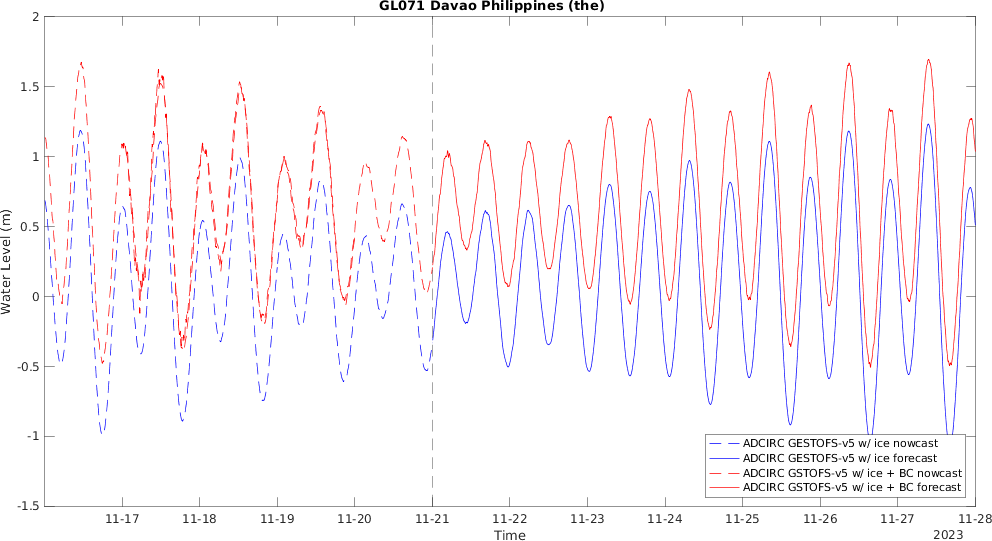 GL071 Davao Philippines (the)
2
1.5
1
0.5
0
-0.5
-1
-1.5
Water Level (m)
11-17 11-18 11-19 11-20 11-21 11-22 11-23 11-24 11-25 11-26 11-27 11-28
Time
2023
ADCIRC GESTOFS-v5 w/ ice nowcast
ADCIRC GESTOFS-v5 w/ ice forecast
ADCIRC GSTOFS-v5 w/ ice + BC nowcast
ADCIRC GSTOFS-v5 w/ ice + BC forecast